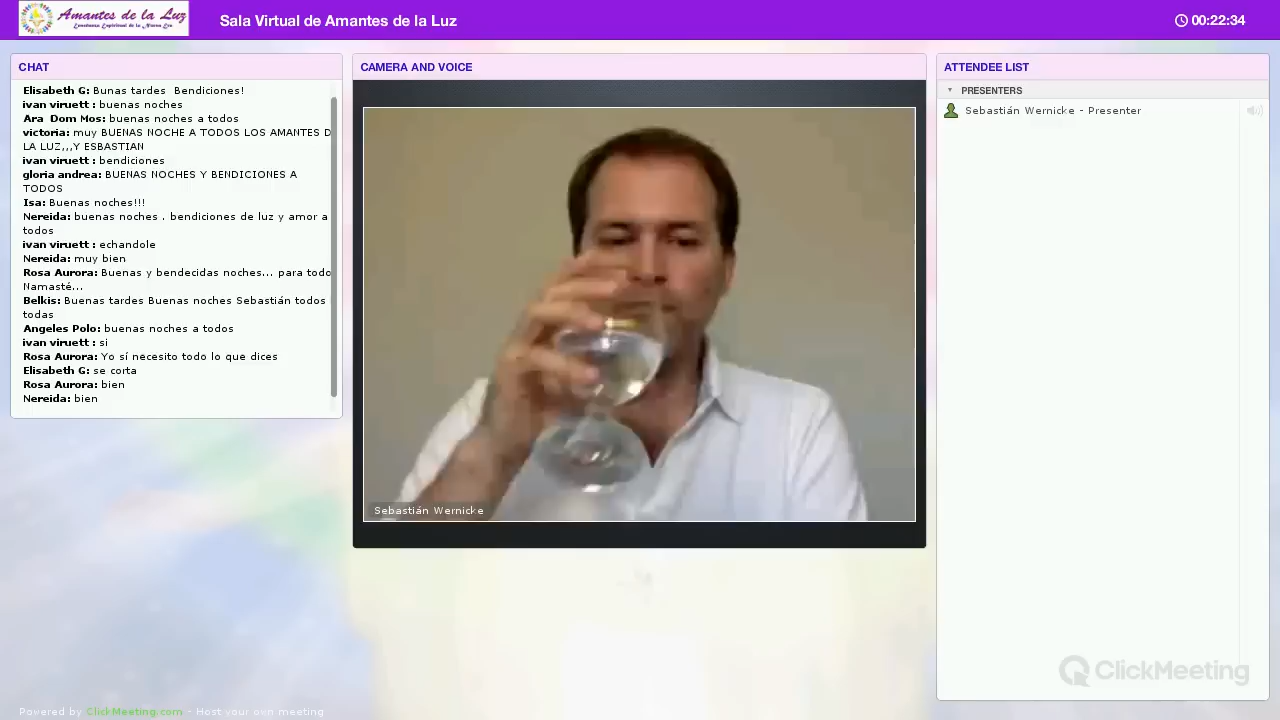 Amantes de la Luz
Enseñanza Espiritual de la Nueva Era
Sala Virtual de Amantes de la Luz
00:22:34
CHAT
Elisabeth G: Bunas tardes  Bendiciones!
ivan viruett : buenas noches
Ara  Dom Mos: buenas noches a todos
victoria: muy BUENAS NOCHE A TODOS LOS AMANTES D
LA LUZ,,,Y ESBASTIAN
ivan viruett : bendiciones
gloria andrea: BUENAS NOCHES Y BENDICIONES A
TODOS
Isa: Buenas noches!!!
Nereida: buenas noches . bendiciones de luz y amor a
todos
ivan viruett : echandole
Nereida: muy bien
Rosa Aurora: Buenas y bendecidas noches... para todo
Namasté...
Belkis: Buenas tardes Buenas noches Sebastián todos
todas
Angeles Polo: buenas noches a todos
ivan viruett : si
Rosa Aurora: Yo sí necesito todo lo que dices
Elisabeth G: se corta
Rosa Aurora: bien
Nereida: bien
CAMERA AND VOICE
Sebastián Wernicke
ATTENDEE LIST
PRESENTERS
Sebastián Wernicke - Presenter
ClickMeeting
Powered by ClickMeeting.com - Host your own meeting